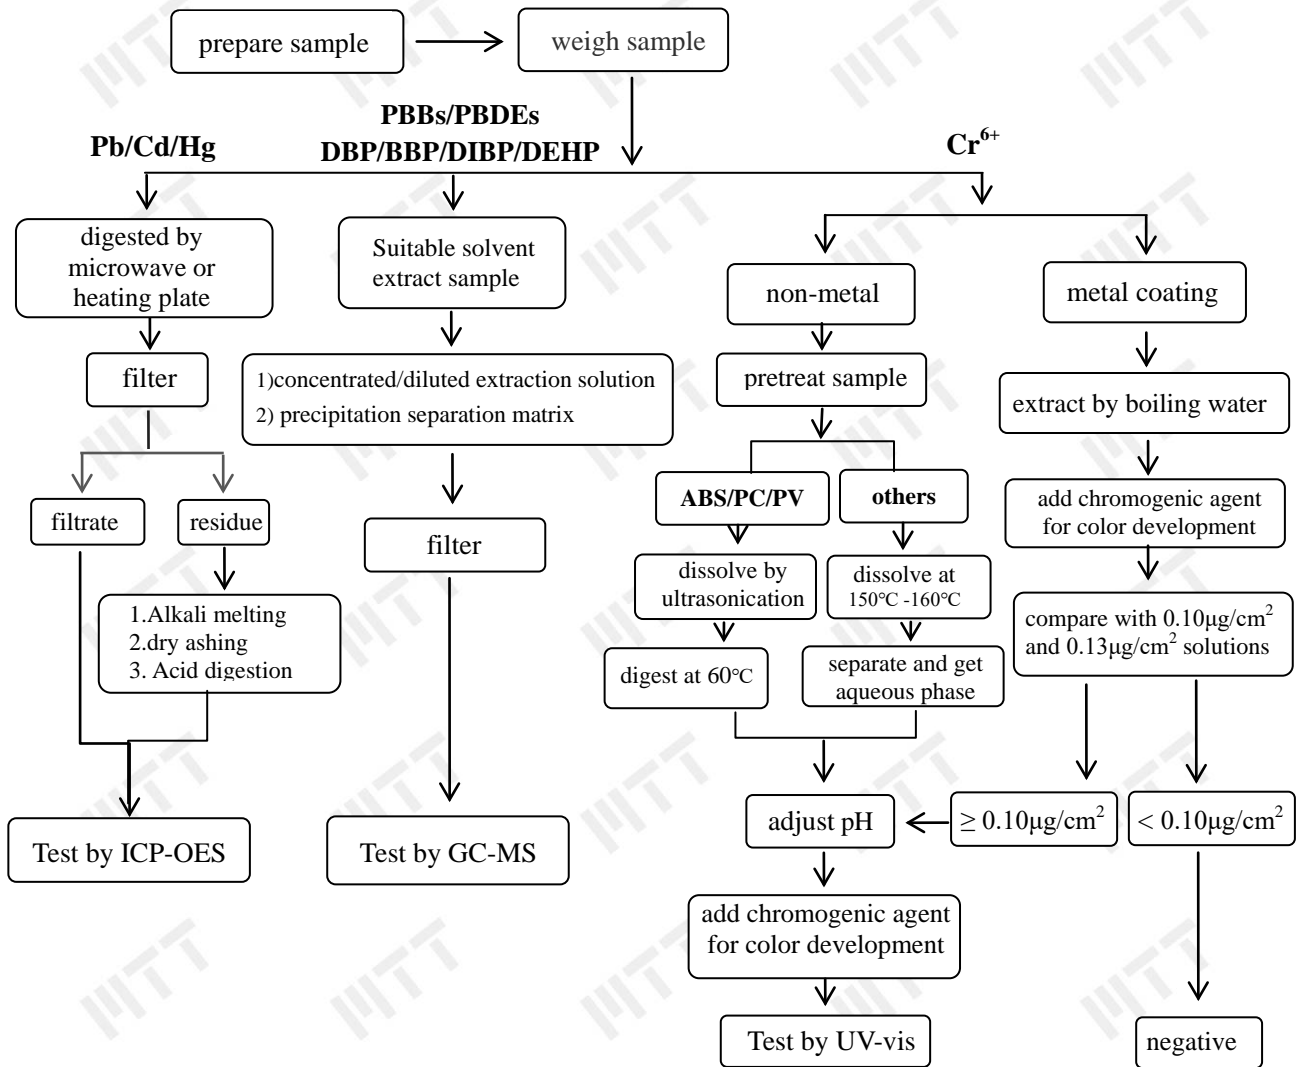 prepare sample
weigh sample
PBBs/PBDEs
DBP/BBP/DIBP/DEHP
Pb/Cd/Hg
Cr⁶⁺
digested by
microwave or
heating plate
Suitable solvent
extract sample
non-metal
metal coating
filter
1)concentrated/diluted extraction solution
2) precipitation separation matrix
pretreat sample
extract by boiling water
filtrate
residue
filter
ABS/PC/PV
others
add chromogenic agent
for color development
1.Alkali melting
2.dry ashing
3. Acid digestion
dissolve by
ultrasonication
dissolve at
150℃ -160℃
compare with 0.10μg/cm²
and 0.13μg/cm² solutions
digest at 60℃
separate and get
aqueous phase
Test by ICP-OES
Test by GC-MS
adjust pH
≥ 0.10μg/cm²
< 0.10μg/cm²
add chromogenic agent
for color development
Test by UV-vis
negative
MTT